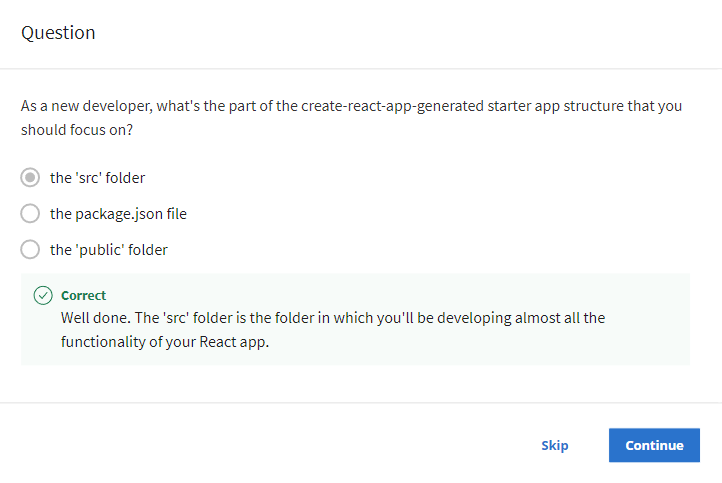 Question
As a new developer, what's the part of the create-react-app-generated starter app structure that you
should focus on?
the 'src' folder
the package.json file
the 'public' folder
Correct
Well done. The 'src' folder is the folder in which you'll be developing almost all the
functionality of your React app.
Skip
Continue